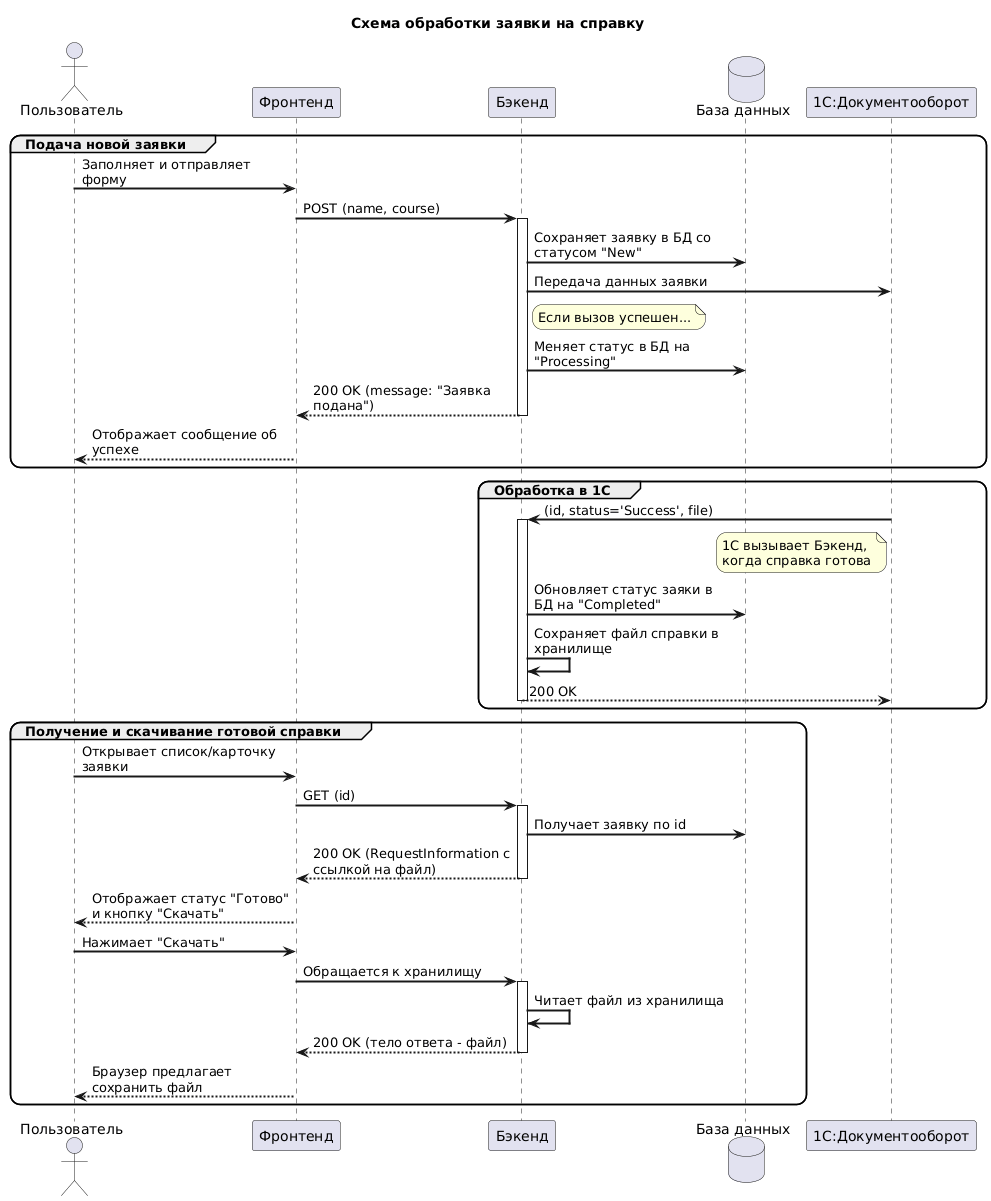 Схема обработки заявки на справку
Пользователь
Фронтенд
Бэкенд
База данных
1С:Документооборот
Подача новой заявки
Заполняет и отправляет
форму
POST (name, course)
Сохраняет заявку в БД со
статусом "New"
Передача данных заявки
Если вызов успешен...
Меняет статус в БД на
"Processing"
200 OK (message: "Заявка
подана")
Отображает сообщение об
успехе
Обработка в 1С
(id, status='Success', file)
1С вызывает Бэкенд,
когда справка готова
Обновляет статус заяки в
БД на "Completed"
Сохраняет файл справки в
хранилище
200 OK
Получение и скачивание готовой справки
Открывает список/карточку
заявки
GET (id)
Получает заявку по id
200 OK (RequestInformation с
ссылкой на файл)
Отображает статус "Готово"
и кнопку "Скачать"
Нажимает "Скачать"
Обращается к хранилищу
Читает файл из хранилища
200 OK (тело ответа - файл)
Браузер предлагает
сохранить файл
Пользователь
Фронтенд
Бэкенд
База данных
1С:Документооборот